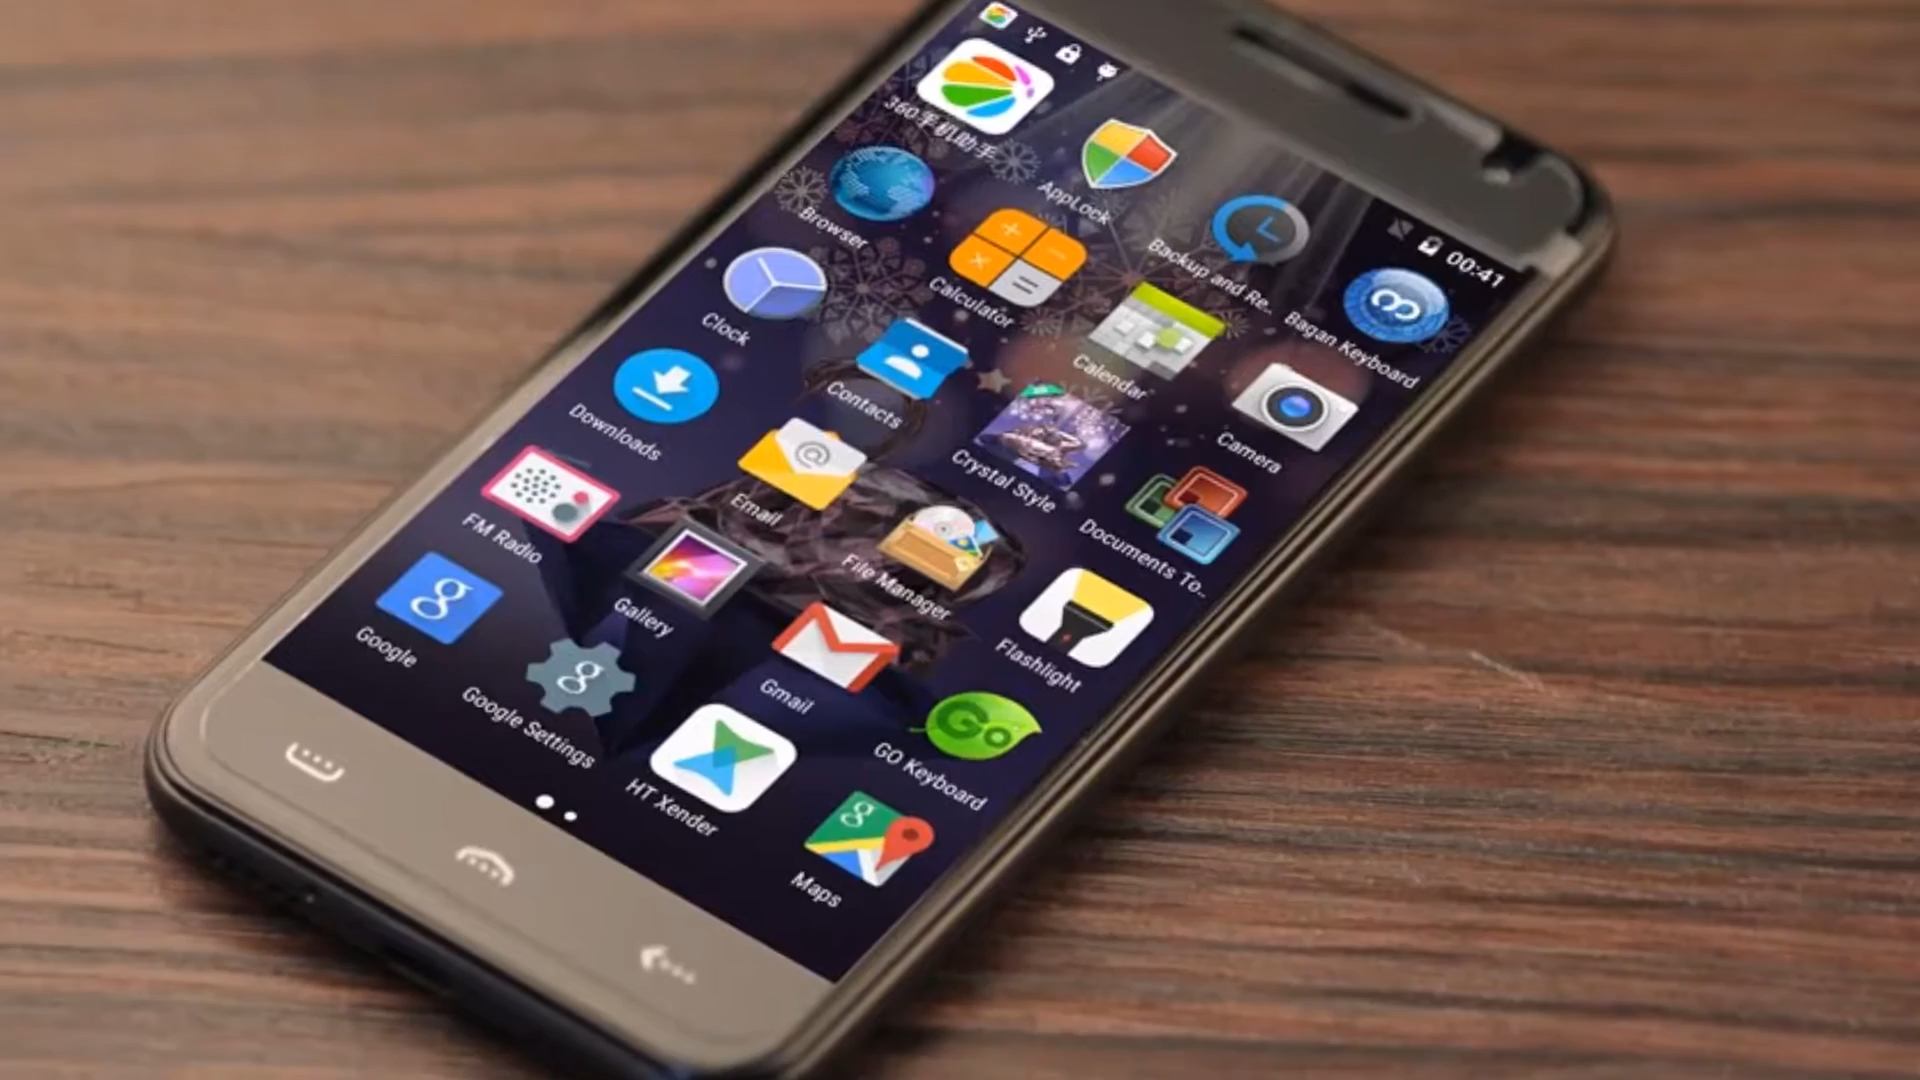 00:41
360手机助手
AppLock
Backup and Re..
Bagan Keyboard
Browser
Calculator
Calendar
Camera
Clock
Contacts
Crystal Style
Documents To..
Downloads
Email
File Manager
Flashlight
FM Radio
Gallery
Gmail
Go
GO Keyboard
g
Google
g
Google Settings
HT Xender
g
Maps